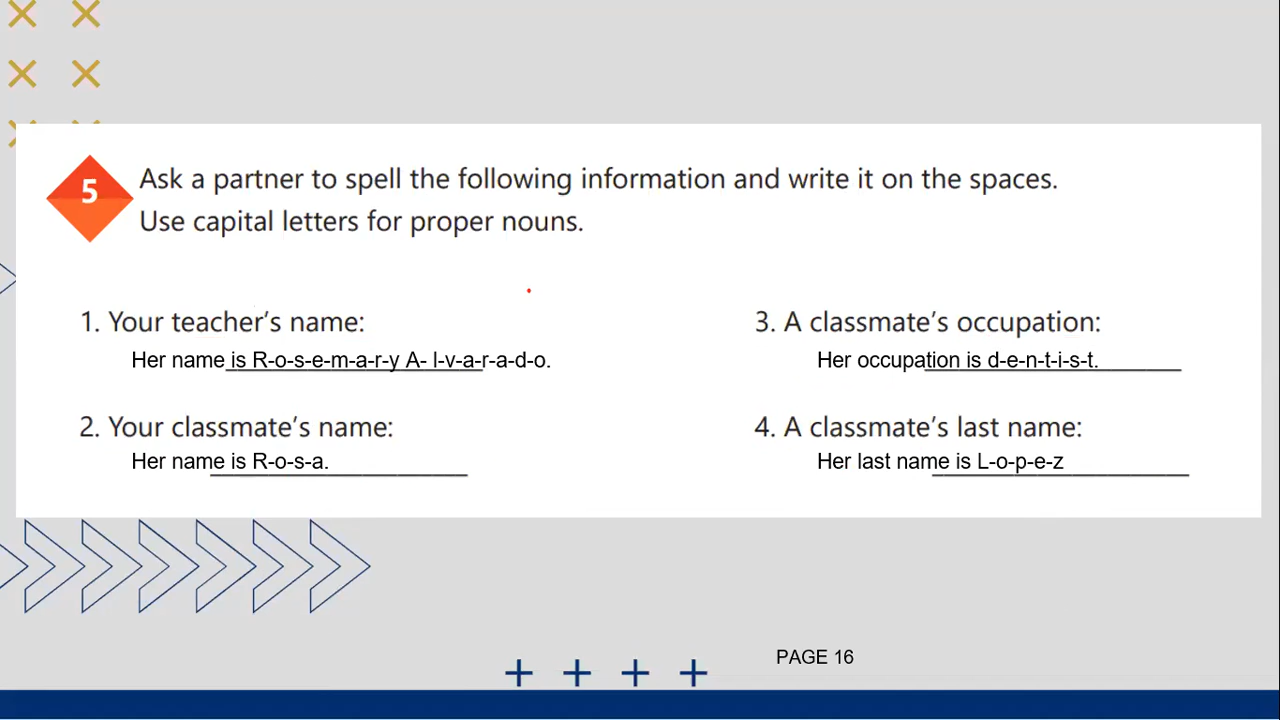 5
Ask a partner to spell the following information and write it on the spaces.
Use capital letters for proper nouns.
1. Your teacher's name:
Her name is R-o-s-e-m-a-r-y A- l-v-a-r-a-d-o.
2. Your classmate's name:
Her name is R-o-s-a.
3. A classmate's occupation:
Her occupation is d-e-n-t-i-s-t.
4. A classmate's last name:
Her last name is L-o-p-e-z
PAGE 16